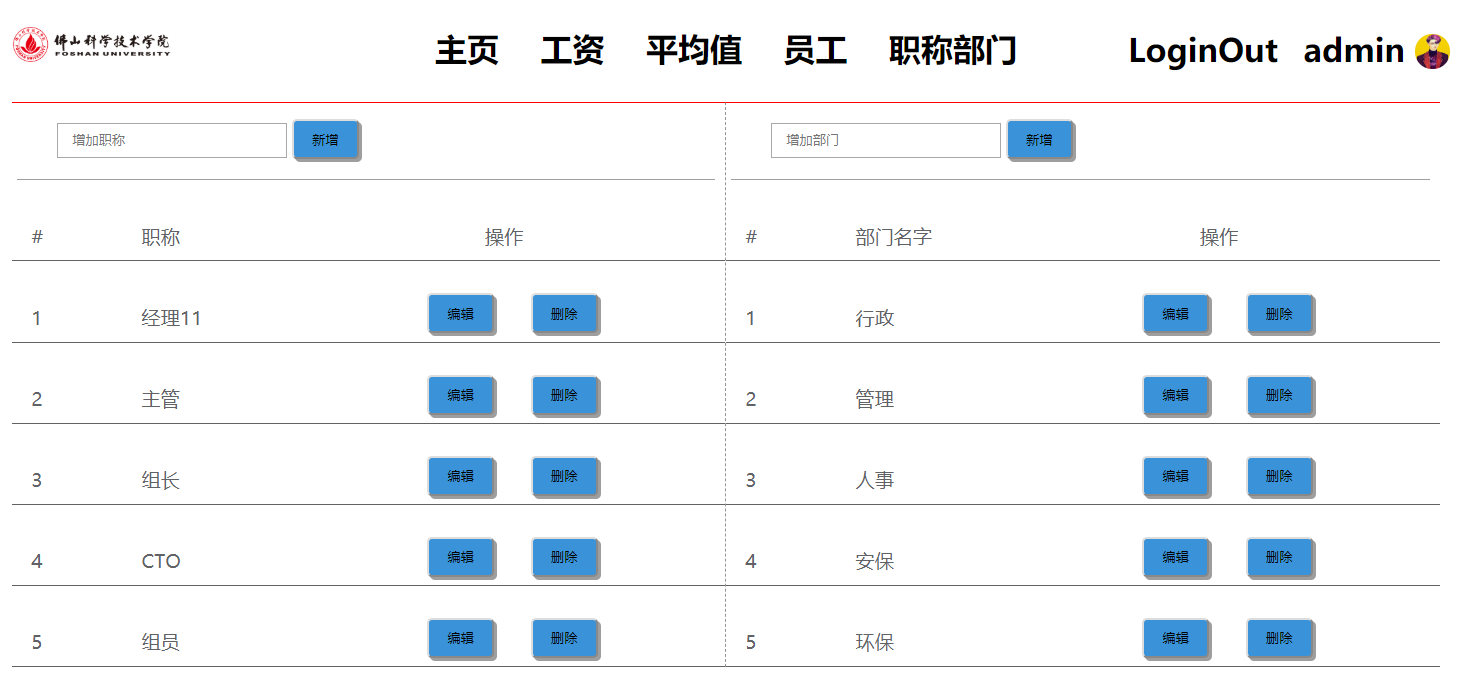 佛山科学技术学院
FOSHAN UNIVERSITY
主页 工资 平均值 员工 职称部门 LoginOut admin
增加职称 新增 增加部门 新增
# 职称 操作 # 部门名字 操作
1 经理11 编辑 删除 1 行政 编辑 删除
2 主管 编辑 删除 2 管理 编辑 删除
3 组长 编辑 删除 3 人事 编辑 删除
4 CTO 编辑 删除 4 安保 编辑 删除
5 组员 编辑 删除 5 环保 编辑 删除